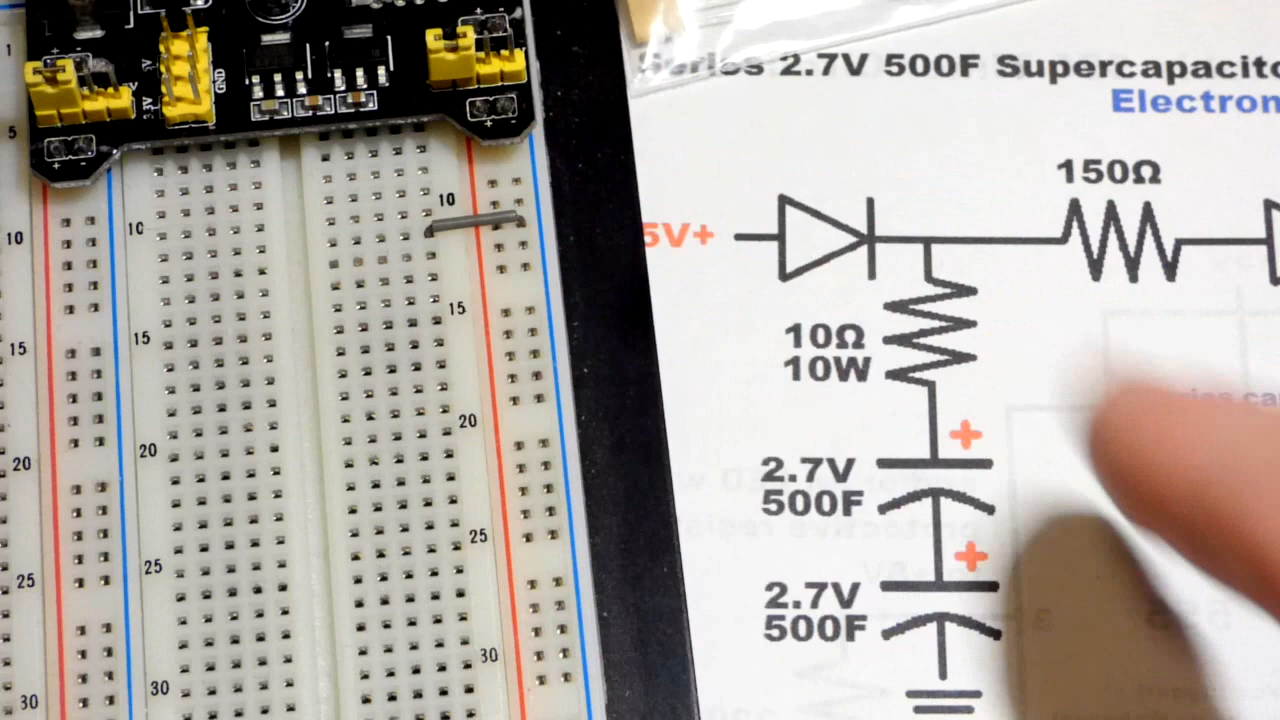 Series 2.7V 500F Supercapacito
Electron
150Ω
5V+
10Ω
10W
+
2.7V
500F
+
2.7V
500F
1
5
10
15
20
25
30
10
15
20
25
30
10
15
20
25
30
GND